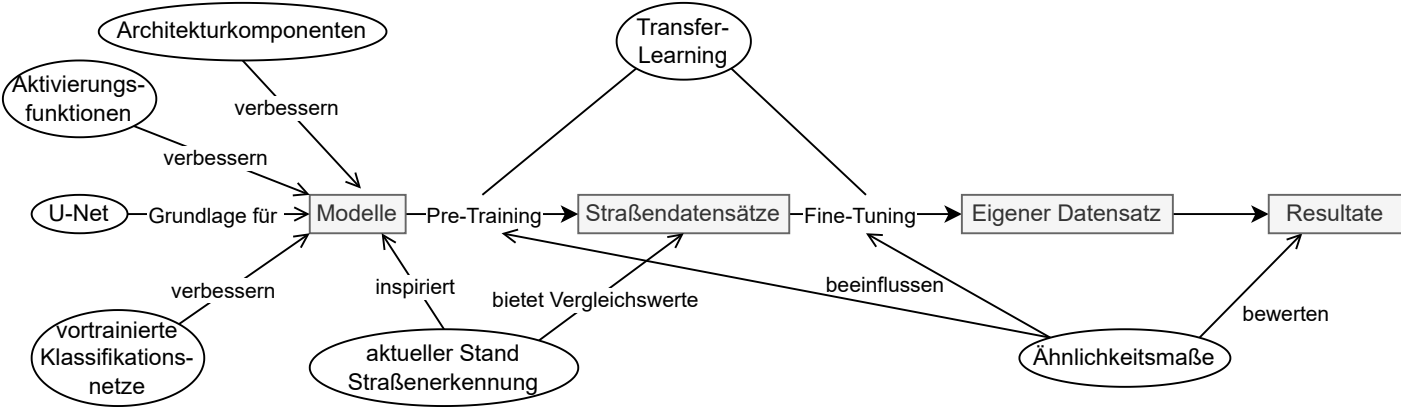 Architekturkomponenten
Transfer-
Learning
Aktivierungs-
funktionen
verbessern
verbessern
U-Net
Grundlage für
Modelle
Pre-Training
Straßendatensätze
Fine-Tuning
Eigener Datensatz
Resultate
verbessern
inspiriert
bietet Vergleichswerte
beeinflussen
bewerten
vortrainierte
Klassifikations-
netze
aktueller Stand
Straßenerkennung
Ähnlichkeitsmaße